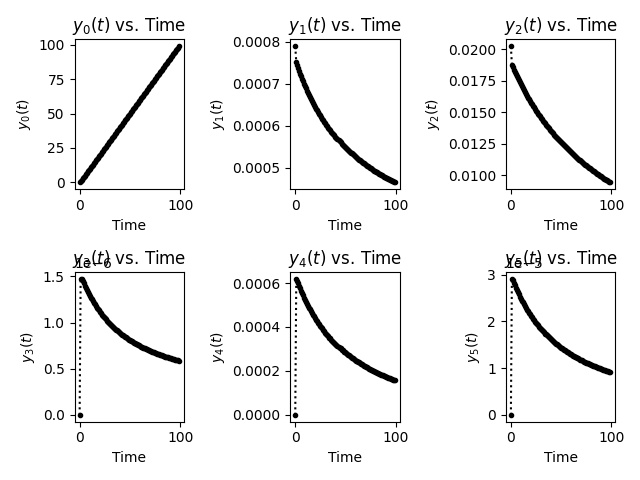 y₀(t) vs. Time
y₁(t) vs. Time
y₂(t) vs. Time
100
75
50
25
0
y₀(t)
0
100
Time
0.0008
0.0007
0.0006
0.0005
y₁(t)
0
100
Time
0.0200
0.0175
0.0150
0.0125
0.0100
y₂(t)
0
100
Time
y₃(t) vs. Time
y₄(t) vs. Time
y₅(t) vs. Time
1e−6
1.5
1.0
0.5
0.0
y₃(t)
0
100
Time
0.0006
0.0004
0.0002
0.0000
y₄(t)
0
100
Time
1e−5
3
2
1
0
y₅(t)
0
100
Time